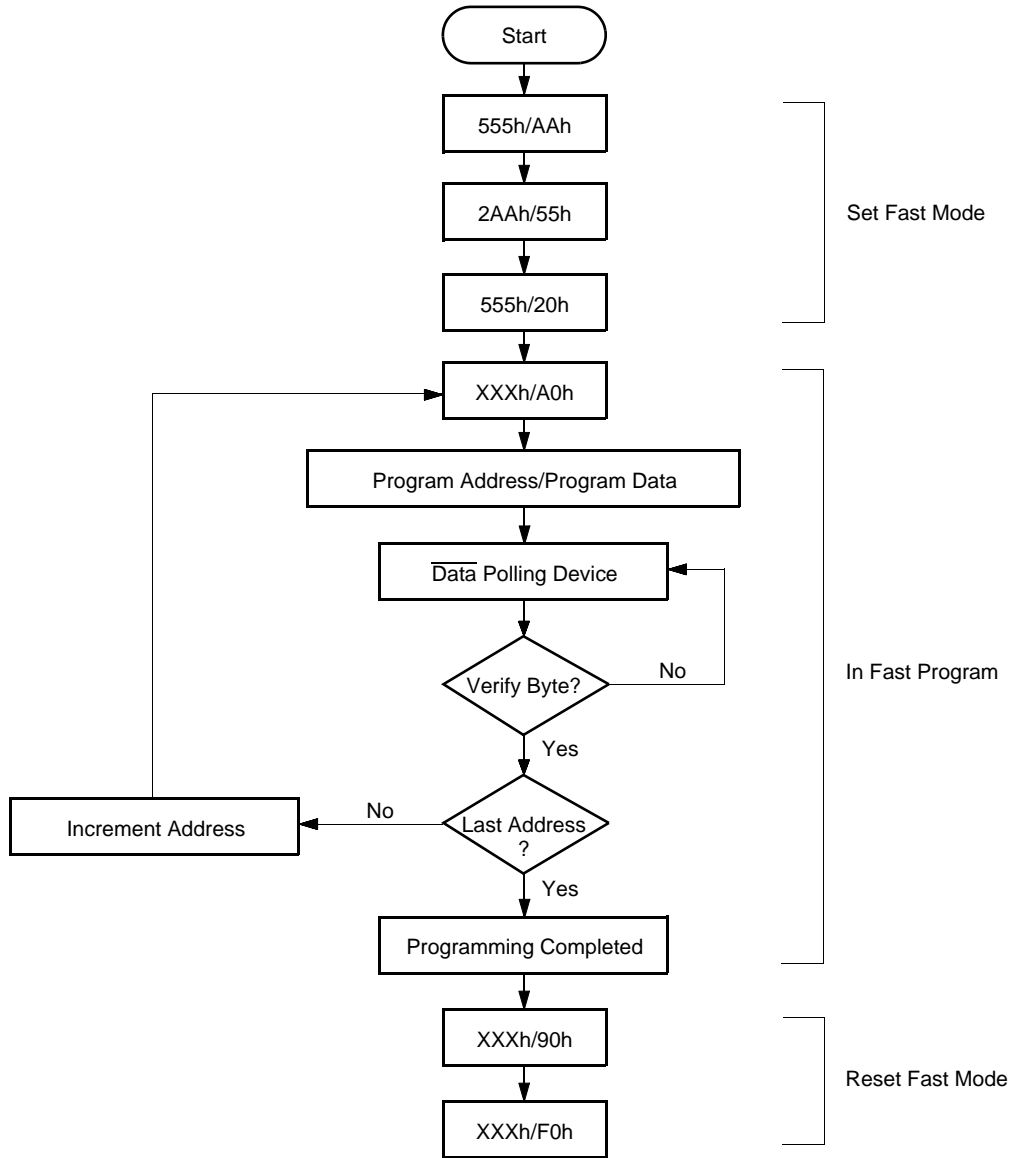 Start
555h/AAh
2AAh/55h
Set Fast Mode
555h/20h
XXXh/A0h
Program Address/Program Data
Data Polling Device
Verify Byte?
No
In Fast Program
Yes
Increment Address
No
Last Address
?
Yes
Programming Completed
XXXh/90h
Reset Fast Mode
XXXh/F0h